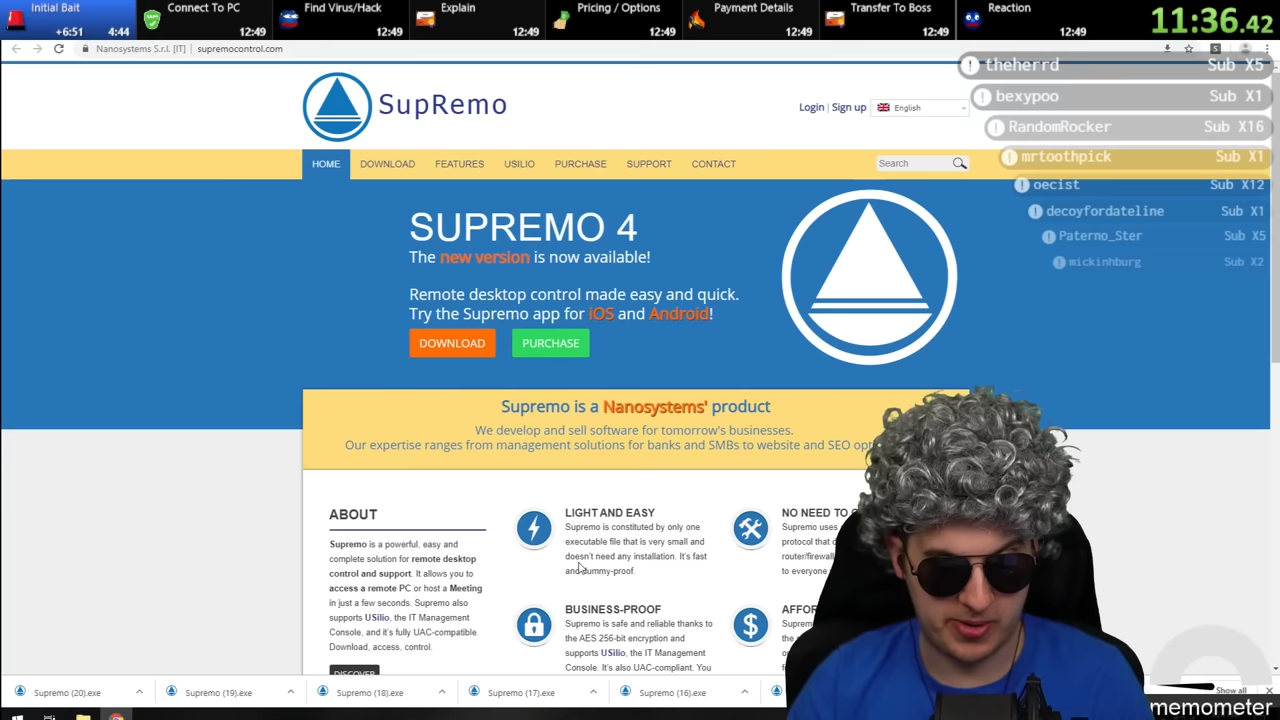 Initial Bait
+6:51 4:44
Connect To PC
12:49
Find Virus/Hack
12:49
Explain
12:49
Pricing / Options
12:49
Payment Details
12:49
Transfer To Boss
12:49
Reaction
12:49
11:36.42
Nanosystems S.r.l. [IT] | supremocontrol.com
theherrd Sub X5
bexypoo Sub X1
RandomRocker Sub X16
mrtoothpick Sub X1
oecist Sub X12
decoyfordateline Sub X1
Paterno_Ster Sub X5
mickinhburg Sub X2
SupRemo
Login | Sign up
English
HOME DOWNLOAD FEATURES USILIO PURCHASE SUPPORT CONTACT
Search
SUPREMO 4
The new version is now available!
Remote desktop control made easy and quick.
Try the Supremo app for iOS and Android!
DOWNLOAD PURCHASE
Supremo is a Nanosystems' product
We develop and sell software for tomorrow's businesses.
Our expertise ranges from management solutions for banks and SMBs to website and SEO
ABOUT
Supremo is a powerful, easy and
complete solution for remote desktop
control and support. It allows you to
access a remote PC or host a Meeting
in just a few seconds. Supremo also
supports USilio, the IT Management
Console, and it's fully UAC-compatible.
Download, access, control.
DISCOVER
LIGHT AND EASY
Supremo is constituted by only one
executable file that is very small and
doesn't need any installation. It's fast
and dummy-proof.
NO NEED TO
Supremo uses
protocol that
router/firewall
to everyone
BUSINESS-PROOF
Supremo is safe and reliable thanks to
the AES 256-bit encryption and
supports USilio, the IT Management
Console. It's also UAC-compliant. You
Supremo (20).exe
Supremo (19).exe
Supremo (18).exe
Supremo (17).exe
Supremo (16).exe
Show all
memometer